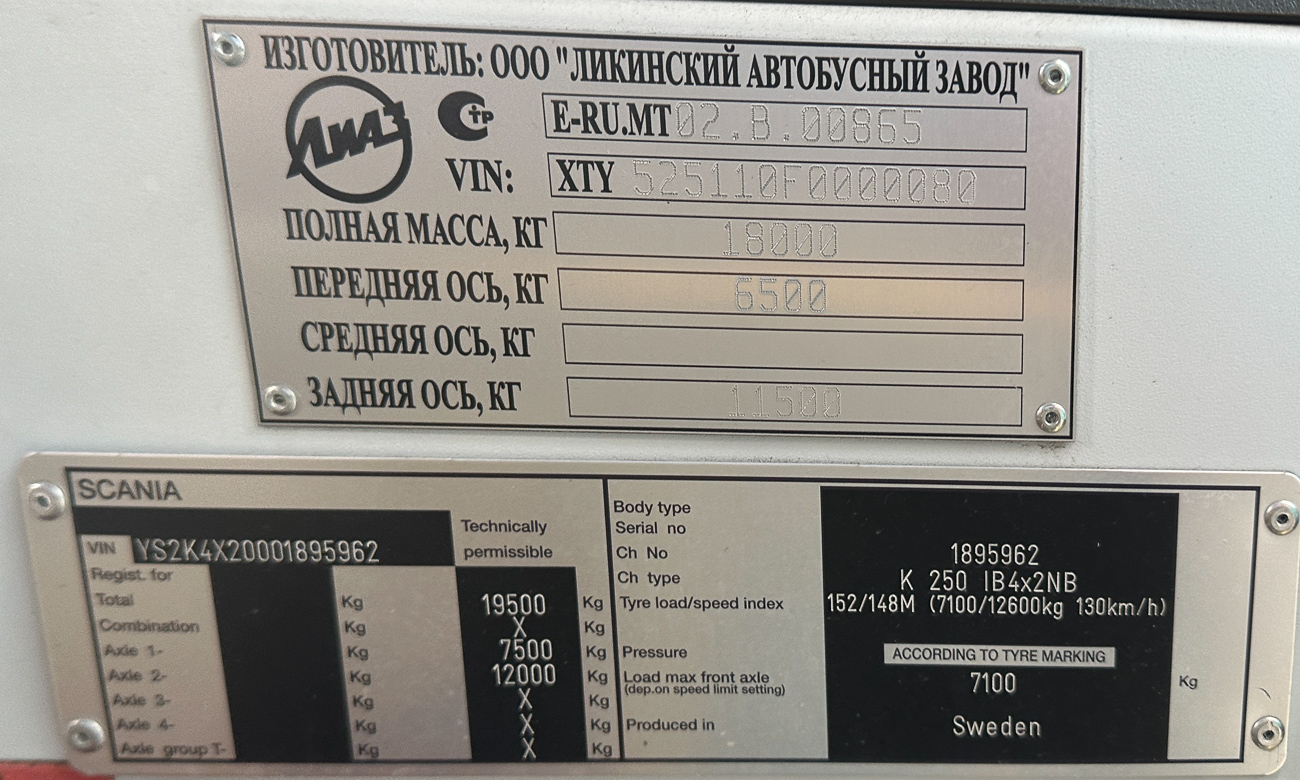 ИЗГОТОВИТЕЛЬ: ООО "ЛИКИНСКИЙ АВТОБУСНЫЙ ЗАВОД"
ЛИАЗ
СТР
E-RU.MT02.B.00865
VIN: XTY 525110F0000080
ПОЛНАЯ МАССА, КГ 18000
ПЕРЕДНЯЯ ОСЬ, КГ 6500
СРЕДНЯЯ ОСЬ, КГ
ЗАДНЯЯ ОСЬ, КГ 11500
SCANIA
VIN YS2K4X20001895962
Technically
permissible
Regist. for
Total Kg 19500 Kg
Combination Kg X Kg
Axle 1- Kg 7500 Kg
Axle 2- Kg 12000 Kg
Axle 3- Kg X Kg
Axle 4- Kg X Kg
Axle group T- Kg X Kg
Body type
Serial no
Ch No 1895962
Ch type K 250 IB4x2NB
Tyre load/speed index 152/148M (7100/12600kg 130km/h)
Pressure ACCORDING TO TYRE MARKING
Load max front axle 7100 Kg
(dep.on speed limit setting)
Produced in Sweden